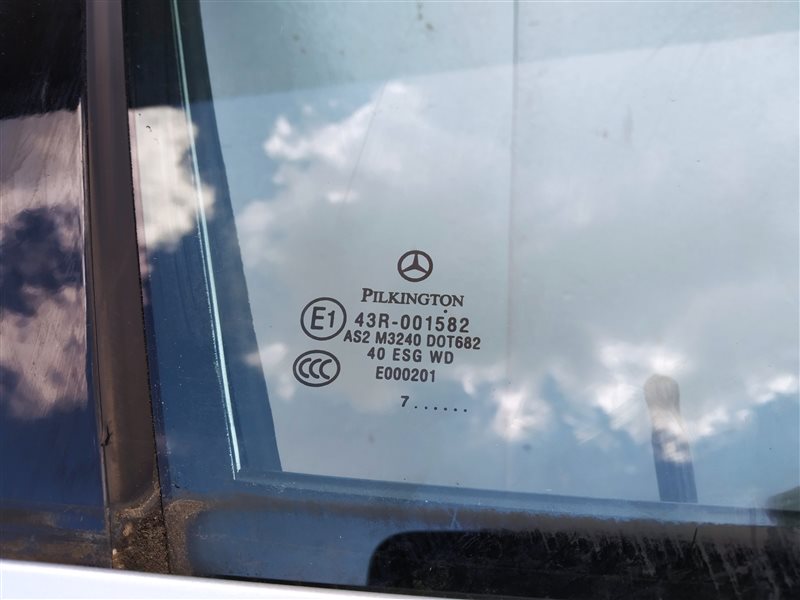 PILKINGTON
E1 43R-001582
AS2 M3240 DOT682
CCC 40 ESG WD
E000201
7......